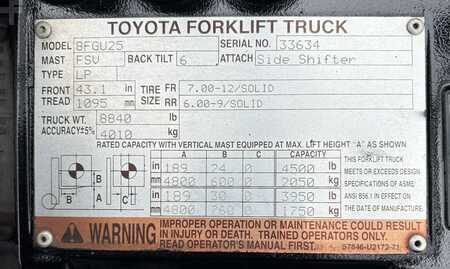 TOYOTA FORKLIFT TRUCK
MODEL 8FGU25 SERIAL NO. 33634
MAST FSV BACK TILT 6 ATTACH Side Shifter
TYPE LP
FRONT TREAD 43.1 in 1095 mm TIRE SIZE FR 7.00-12/SOLID RR 6.00-9/SOLID
TRUCK WT. 8840 lb
ACCURACY±5% 4010 kg
RATED CAPACITY WITH VERTICAL MAST EQUIPPED AT MAX. LIFT HEIGHT "A" AS SHOWN
A B C CAPACITY
in 189 24 0 4500 lb THIS FORKLIFT TRUCK
mm 4800 600 0 2050 kg MEETS OR EXCEEDS DESIGN SPECIFICATIONS OF ASME/
in 189 30 0 3950 lb ANSI B56.1 IN EFFECT ON
mm 4800 760 0 1750 kg THE DATE OF MANUFACTURE.
A B B C
WARNING IMPROPER OPERATION OR MAINTENANCE COULD RESULT
IN INJURY OR DEATH. TRAINED OPERATORS ONLY.
READ OPERATOR'S MANUAL FIRST. 57846-U2172-71